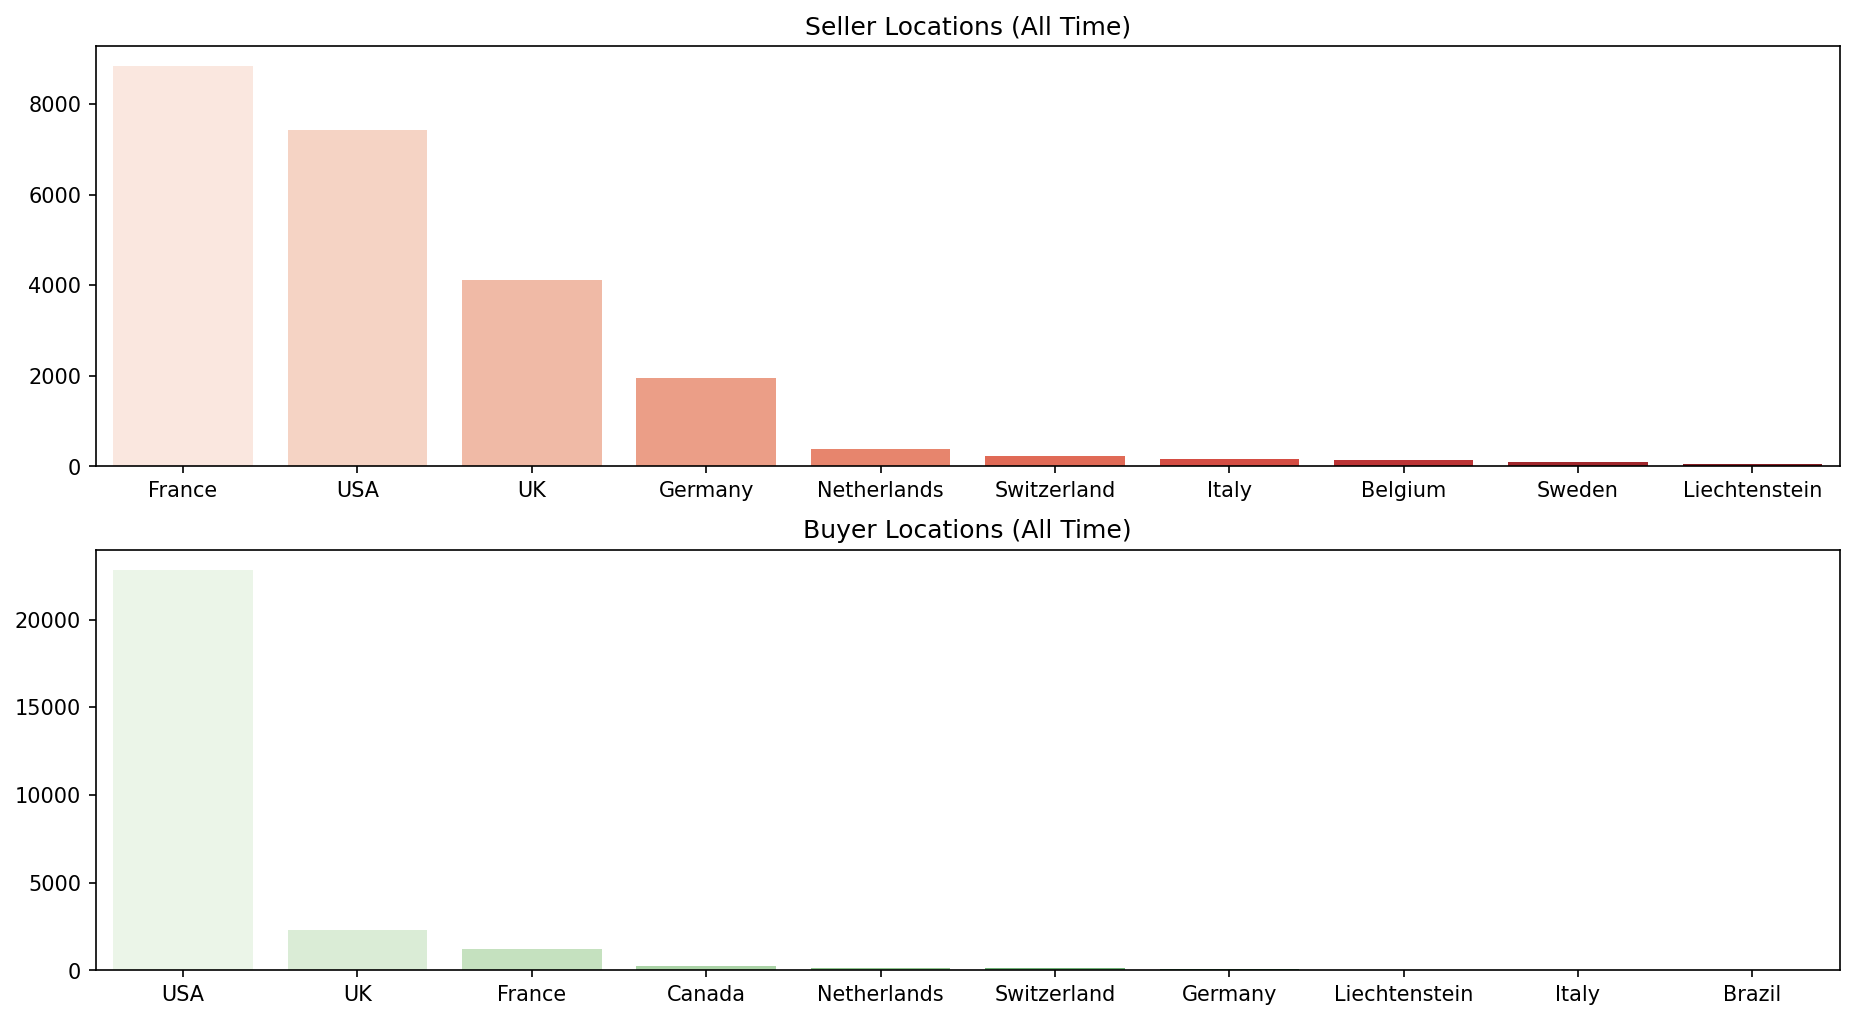 Seller Locations (All Time)
8000
6000
4000
2000
0
France USA UK Germany Netherlands Switzerland Italy Belgium Sweden Liechtenstein
Buyer Locations (All Time)
20000
15000
10000
5000
0
USA UK France Canada Netherlands Switzerland Germany Liechtenstein Italy Brazil